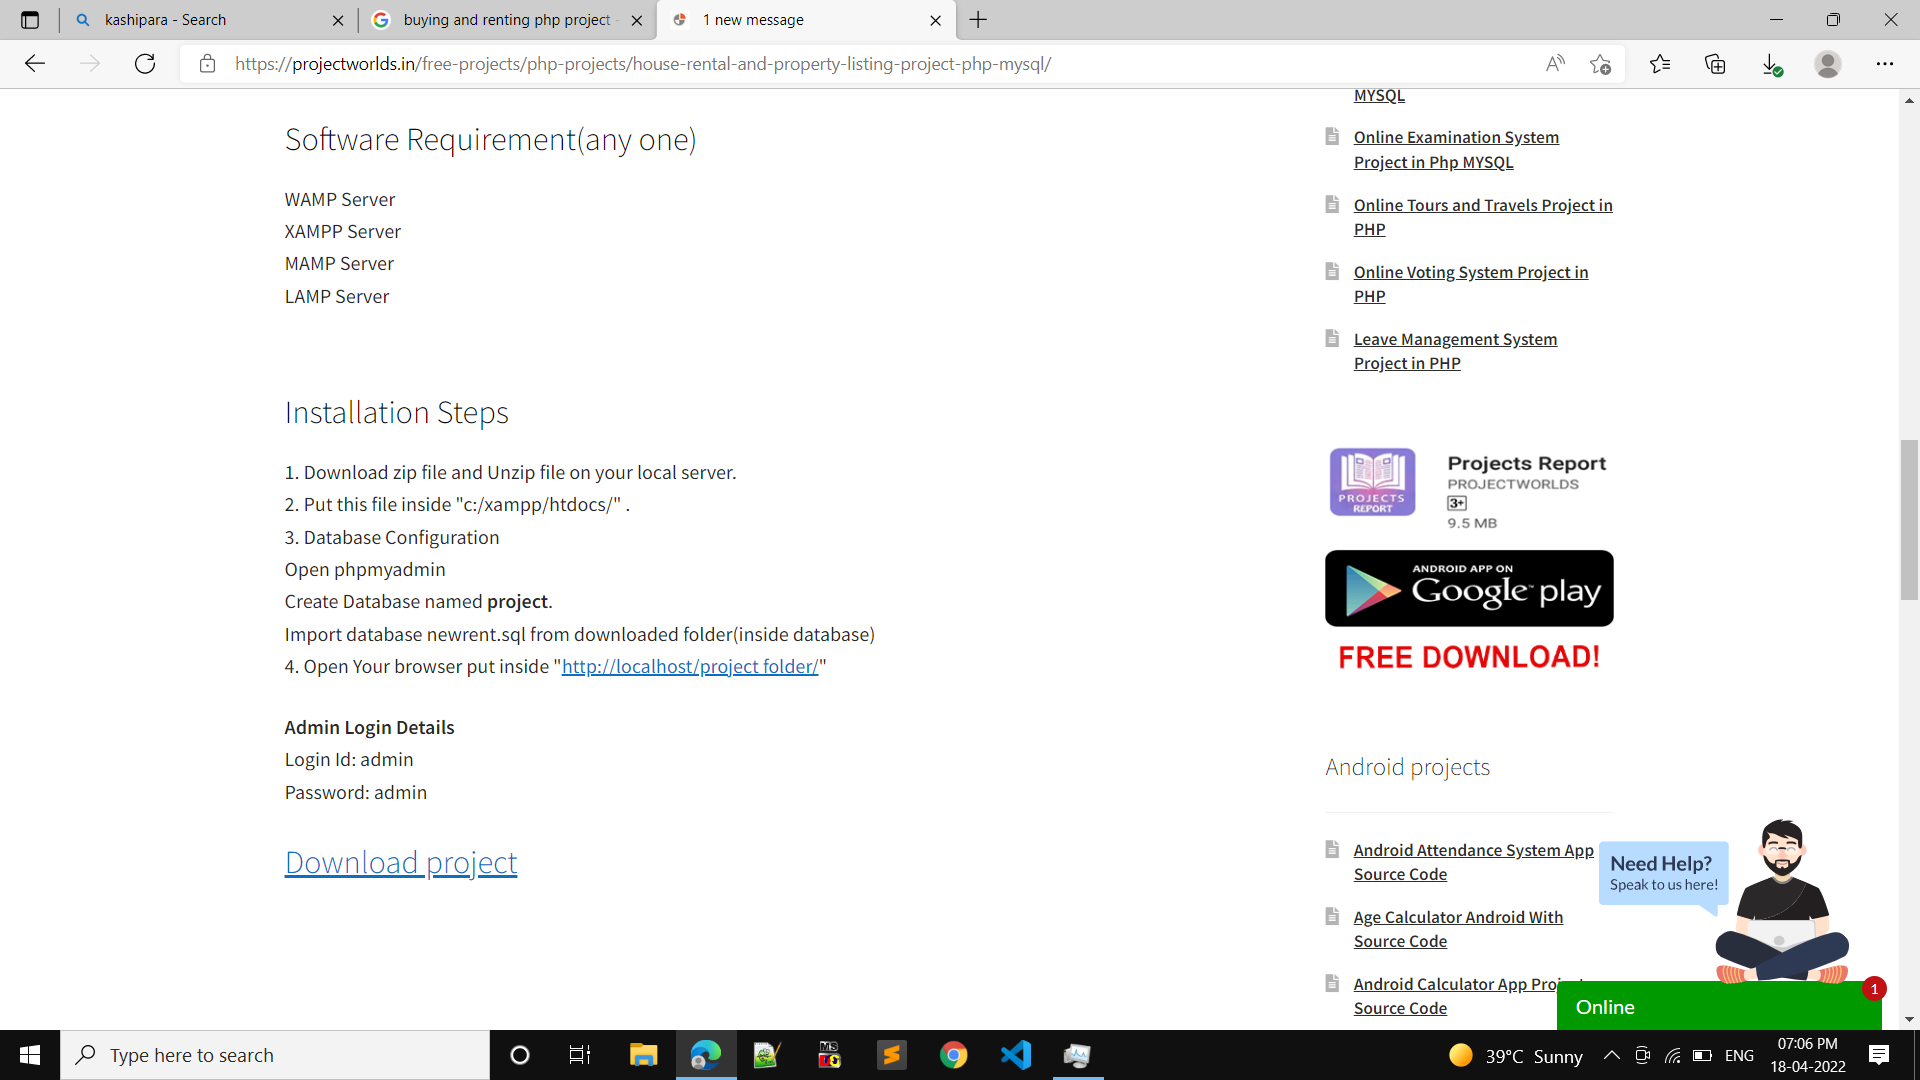 kashipara - Search
buying and renting php project -
1 new message
https://projectworlds.in/free-projects/php-projects/house-rental-and-property-listing-project-php-mysql/
Software Requirement(any one)
WAMP Server
XAMPP Server
MAMP Server
LAMP Server
Installation Steps
1. Download zip file and Unzip file on your local server.
2. Put this file inside "c:/xampp/htdocs/" .
3. Database Configuration
Open phpmyadmin
Create Database named project.
Import database newrent.sql from downloaded folder(inside database)
4. Open Your browser put inside "http://localhost/project folder/"
Admin Login Details
Login Id: admin
Password: admin
Download project
MYSQL
Online Examination System
Project in Php MYSQL
Online Tours and Travels Project in
PHP
Online Voting System Project in
PHP
Leave Management System
Project in PHP
PROJECTS
REPORT
Projects Report
PROJECTWORLDS
3+
9.5 MB
ANDROID APP ON
Google play
FREE DOWNLOAD!
Android projects
Android Attendance System App
Source Code
Age Calculator Android With
Source Code
Android Calculator App Project
Source Code
Need Help?
Speak to us here!
Online
1
Type here to search
39°C Sunny
ENG
07:06 PM
18-04-2022